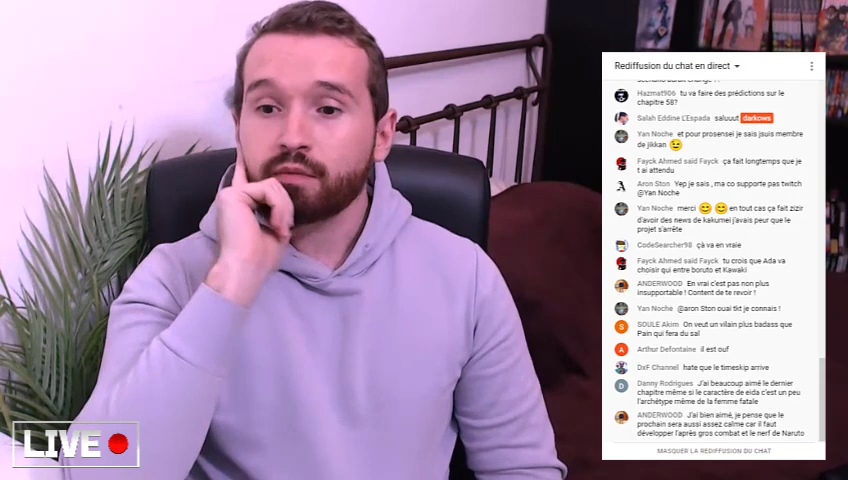 Rediffusion du chat en direct
Hazmat906 tu va faire des prédictions sur le
chapitre 58?
Salah Eddine L'Espada saluuut darkows
Yan Noche et pour prosensei je sais jsuis membre
de jikkan
Fayck Ahmed saïd Fayck ça fait longtemps que je
t ai attendu
Aron Ston Yep je sais , ma co supporte pas twitch
@Yan Noche
Yan Noche merci en tout cas ça fait zizir
d'avoir des news de kakumei j'avais peur que le
projet s'arrête
CodeSearcher98 çà va en vraie
Fayck Ahmed saïd Fayck tu crois que Ada va
choisir qui entre boruto et Kawaki
ANDERWOOD En vrai c'est pas non plus
insupportable ! Content de te revoir !
Yan Noche @aron Ston ouai tkt je connais !
SOULE Akim On veut un vilain plus badass que
Pain qui fera du sal
Arthur Defontaine il est ouf
DxF Channel hate que le timeskip arrive
Danny Rodrigues J'ai beaucoup aimé le dernier
chapitre même si le caractère de eida c'est un peu
l'archétype même de la femme fatale
ANDERWOOD J'ai bien aimé, je pense que le
prochain sera aussi assez calme car il faut
développer l'après gros combat et le nerf de Naruto
MASQUER LA REDIFFUSION DU CHAT
LIVE